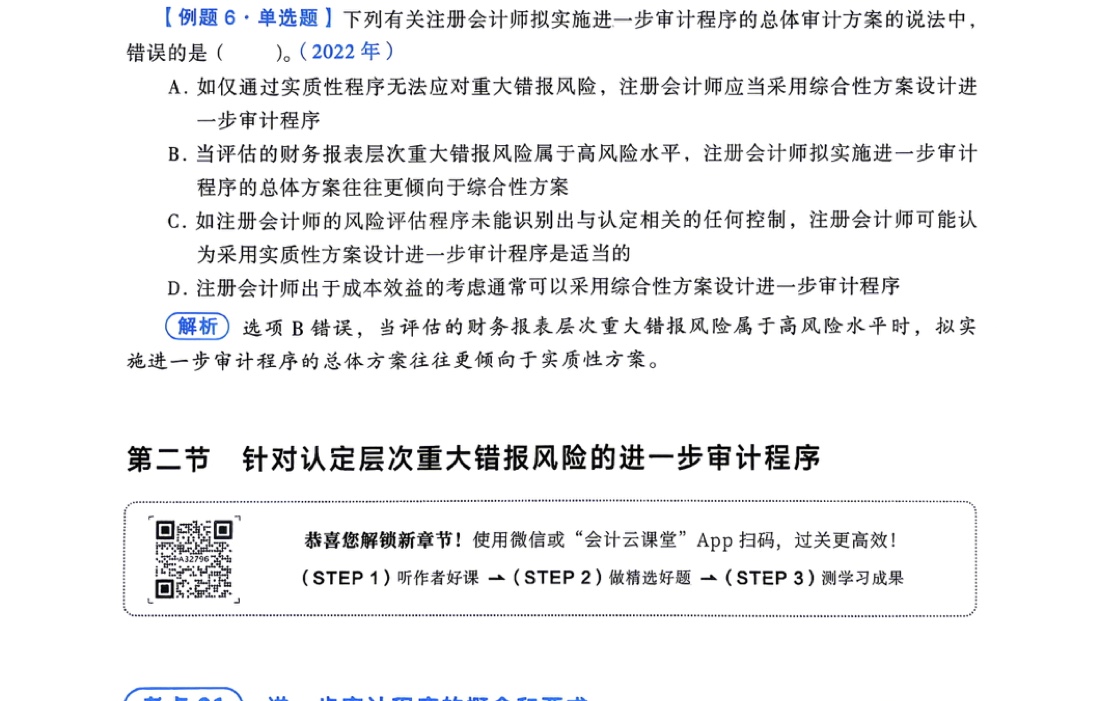 【例题 6 · 单选题】下列有关注册会计师拟实施进一步审计程序的总体审计方案的说法中，
错误的是（　　）。（2022 年）
A. 如仅通过实质性程序无法应对重大错报风险，注册会计师应当采用综合性方案设计进
一步审计程序
B. 当评估的财务报表层次重大错报风险属于高风险水平，注册会计师拟实施进一步审计
程序的总体方案往往更倾向于综合性方案
C. 如注册会计师的风险评估程序未能识别出与认定相关的任何控制，注册会计师可能认
为采用实质性方案设计进一步审计程序是适当的
D. 注册会计师出于成本效益的考虑通常可以采用综合性方案设计进一步审计程序
解析 选项 B 错误，当评估的财务报表层次重大错报风险属于高风险水平时，拟实
施进一步审计程序的总体方案往往更倾向于实质性方案。
第二节 针对认定层次重大错报风险的进一步审计程序
A32796
恭喜您解锁新章节！使用微信或“会计云课堂”App 扫码，过关更高效！
（STEP 1）听作者好课 →（STEP 2）做精选好题 →（STEP 3）测学习成果